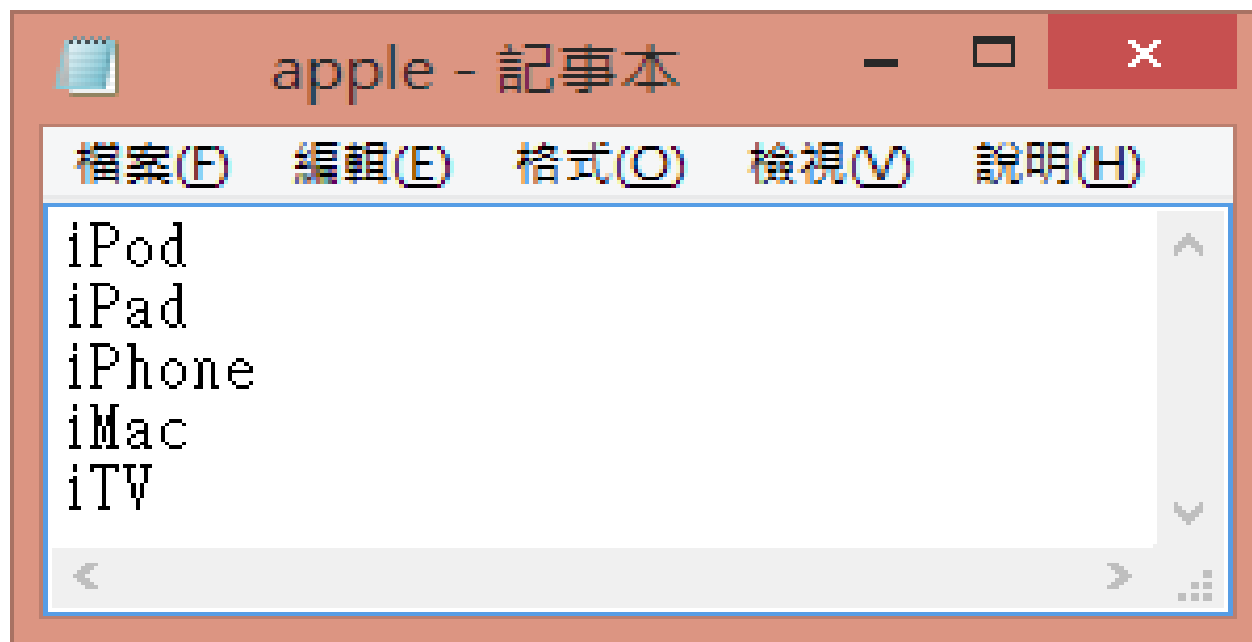 apple - 記事本
檔案(F) 編輯(E) 格式(O) 檢視(V) 說明(H)
iPod
iPad
iPhone
iMac
iTV